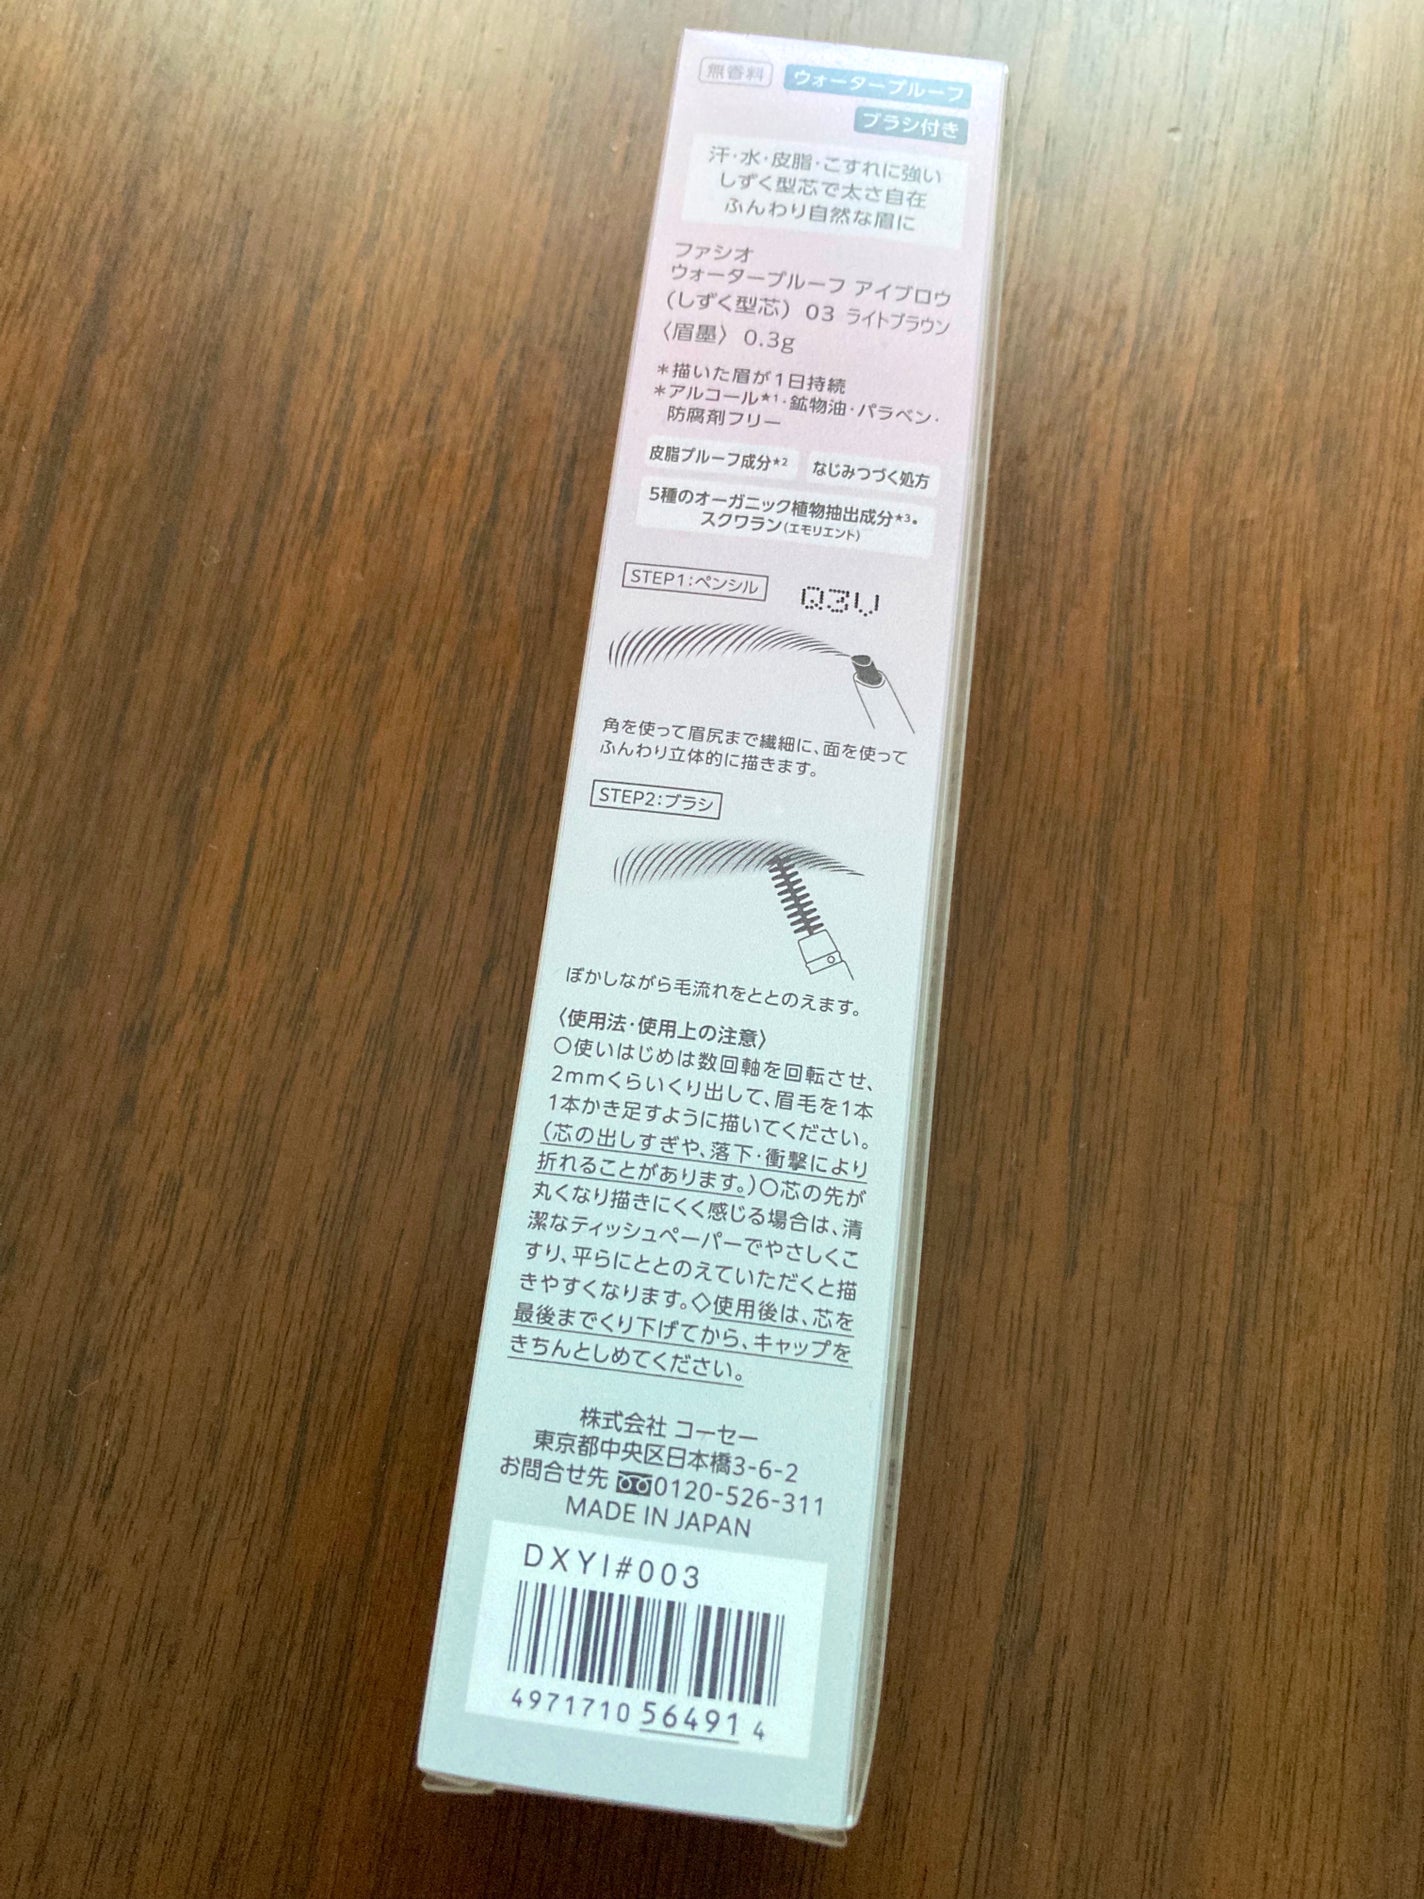 無香料 ウォータープルーフ
ブラシ付き
汗・水・皮脂・こすれに強い
しずく型芯で太さ自在
ふんわり自然な眉に
ファシオ
ウォータープルーフ アイブロウ
(しずく型芯) 03 ライトブラウン
〈眉墨〉 0.3g
＊描いた眉が1日持続
＊アルコール★1・鉱物油・パラベン・
防腐剤フリー
皮脂プルーフ成分★2 なじみつづく処方
5種のオーガニック植物抽出成分★3・
スクワラン(エモリエント)
STEP1:ペンシル Q3U
角を使って眉尻まで繊細に、面を使って
ふんわり立体的に描きます。
STEP2:ブラシ
ぼかしながら毛流れをととのえます。
〈使用法・使用上の注意〉
○使いはじめは数回軸を回転させ、
2mmくらいくり出して、眉毛を1本
1本かき足すように描いてください。
(芯の出しすぎや、落下・衝撃により
折れることがあります。)○芯の先が
丸くなり描きにくく感じる場合は、清
潔なティッシュペーパーでやさしくこ
すり、平らにととのえていただくと描
きやすくなります。◇使用後は、芯を
最後までくり下げてから、キャップを
きちんとしめてください。
株式会社 コーセー
東京都中央区日本橋3-6-2
お問合せ先 0120-526-311
MADE IN JAPAN
DXYI#003
4971710 564914